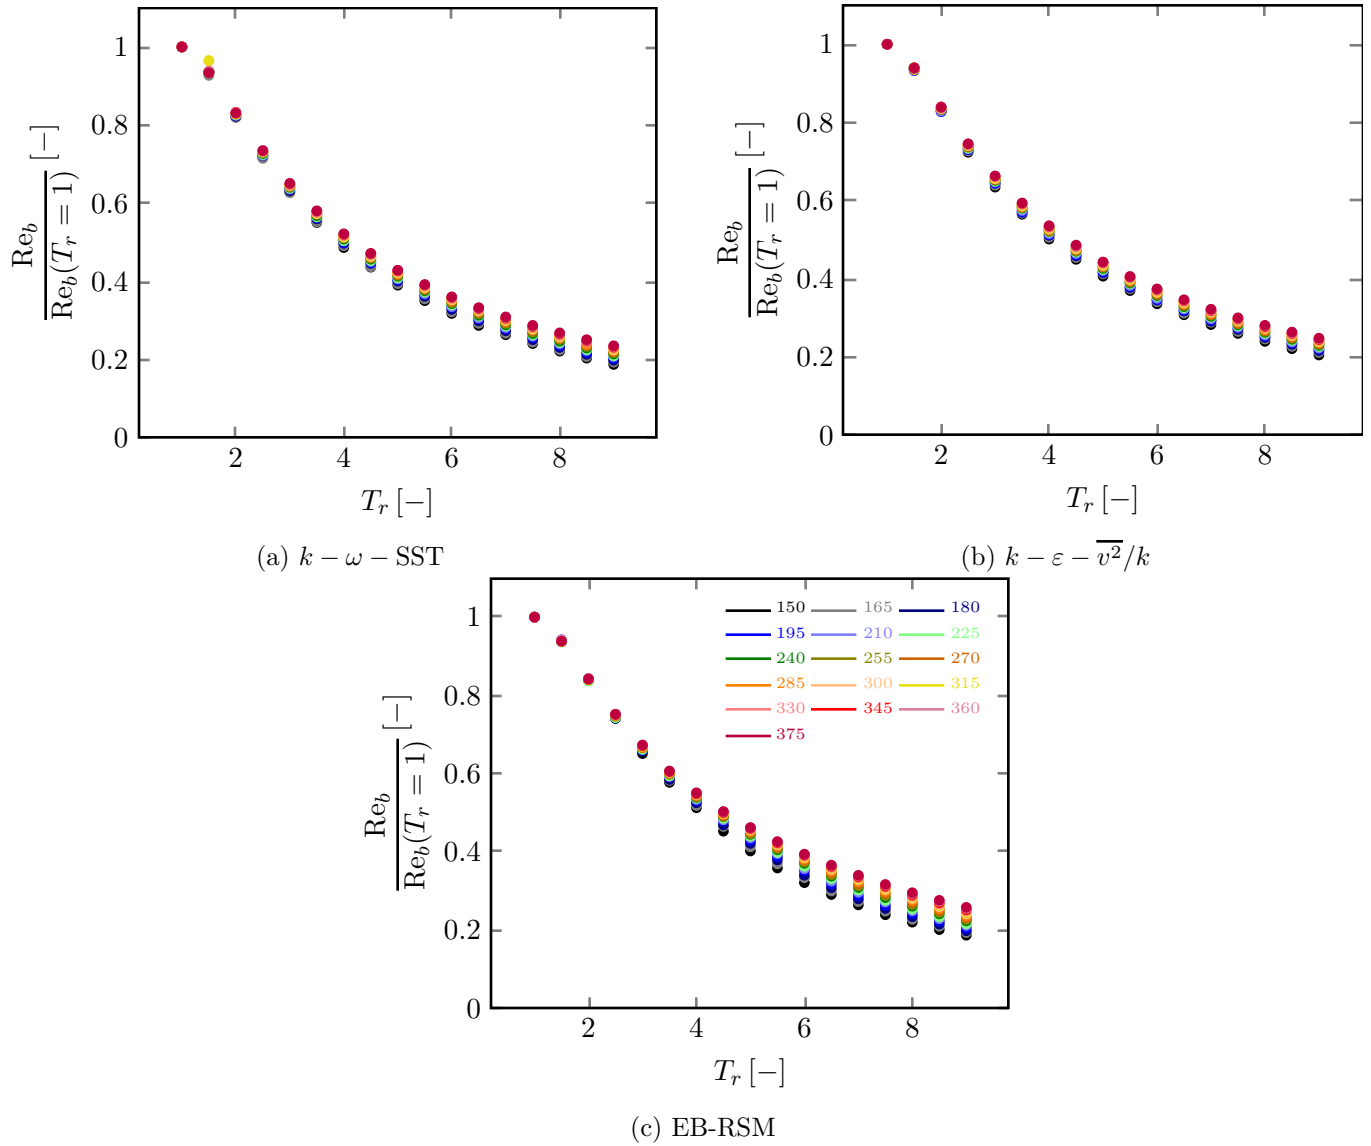 1
0.8
0.6
0.4
0.2
0
2 4 6 8
Re_b / Re_b(T_r = 1) [−]
T_r [−]
(a) k − ω − SST
1
0.8
0.6
0.4
0.2
0
2 4 6 8
Re_b / Re_b(T_r = 1) [−]
T_r [−]
(b) k − ε − \overline{v^2}/k
1
0.8
0.6
0.4
0.2
0
2 4 6 8
Re_b / Re_b(T_r = 1) [−]
T_r [−]
150 165 180
195 210 225
240 255 270
285 300 315
330 345 360
375
(c) EB-RSM